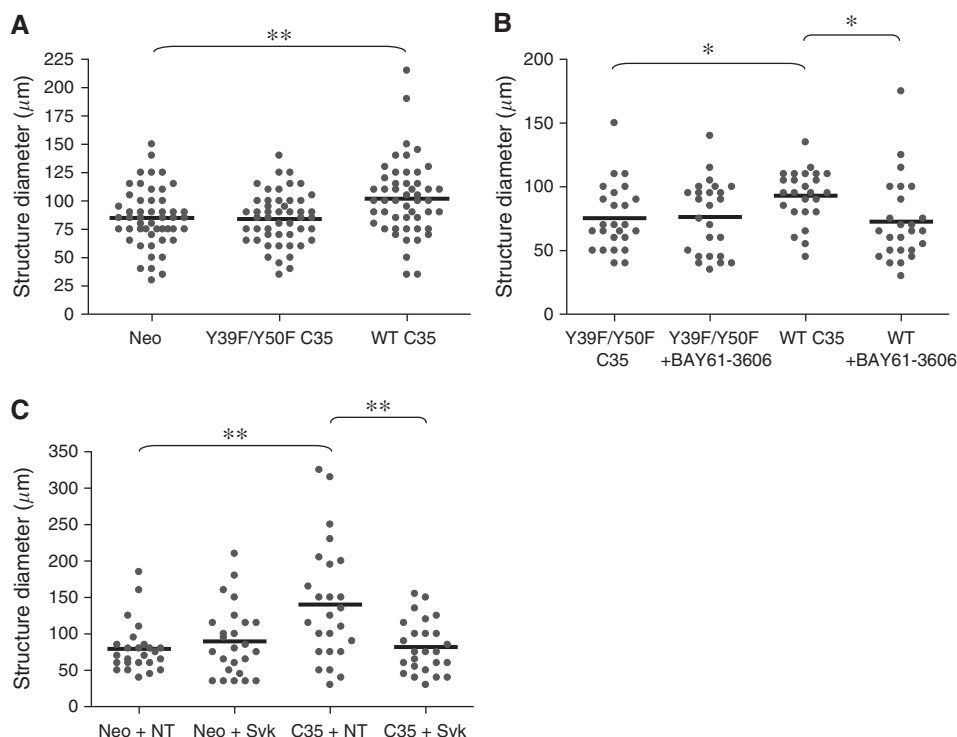 A
**
Structure diameter (μm)
225
200
175
150
125
100
75
50
25
0
Neo
Y39F/Y50F C35
WT C35
B
*
*
Structure diameter (μm)
200
150
100
50
0
Y39F/Y50F
C35
Y39F/Y50F
+BAY61-3606
WT C35
WT
+BAY61-3606
C
**
**
Structure diameter (μm)
350
300
250
200
150
100
50
0
Neo + NT
Neo + Syk
C35 + NT
C35 + Syk